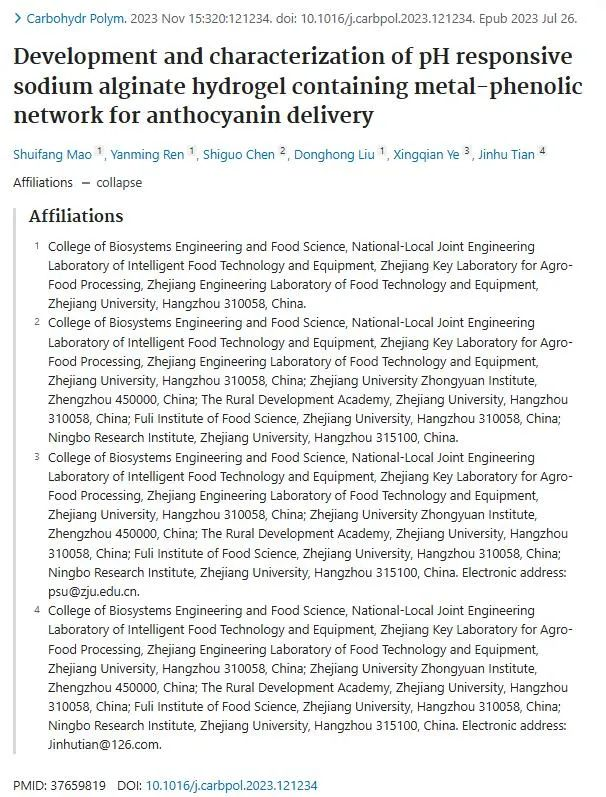 > Carbohydr Polym. 2023 Nov 15:320:121234. doi: 10.1016/j.carbpol.2023.121234. Epub 2023 Jul 26.
Development and characterization of pH responsive
sodium alginate hydrogel containing metal-phenolic
network for anthocyanin delivery
Shuifang Mao 1, Yanming Ren 1, Shiguo Chen 2, Donghong Liu 1, Xingqian Ye 3, Jinhu Tian 4
Affiliations − collapse
Affiliations
1 College of Biosystems Engineering and Food Science, National-Local Joint Engineering
Laboratory of Intelligent Food Technology and Equipment, Zhejiang Key Laboratory for Agro-
Food Processing, Zhejiang Engineering Laboratory of Food Technology and Equipment,
Zhejiang University, Hangzhou 310058, China.
2 College of Biosystems Engineering and Food Science, National-Local Joint Engineering
Laboratory of Intelligent Food Technology and Equipment, Zhejiang Key Laboratory for Agro-
Food Processing, Zhejiang Engineering Laboratory of Food Technology and Equipment,
Zhejiang University, Hangzhou 310058, China; Zhejiang University Zhongyuan Institute,
Zhengzhou 450000, China; The Rural Development Academy, Zhejiang University, Hangzhou
310058, China; Fuli Institute of Food Science, Zhejiang University, Hangzhou 310058, China;
Ningbo Research Institute, Zhejiang University, Hangzhou 315100, China.
3 College of Biosystems Engineering and Food Science, National-Local Joint Engineering
Laboratory of Intelligent Food Technology and Equipment, Zhejiang Key Laboratory for Agro-
Food Processing, Zhejiang Engineering Laboratory of Food Technology and Equipment,
Zhejiang University, Hangzhou 310058, China; Zhejiang University Zhongyuan Institute,
Zhengzhou 450000, China; The Rural Development Academy, Zhejiang University, Hangzhou
310058, China; Fuli Institute of Food Science, Zhejiang University, Hangzhou 310058, China;
Ningbo Research Institute, Zhejiang University, Hangzhou 315100, China. Electronic address:
psu@zju.edu.cn.
4 College of Biosystems Engineering and Food Science, National-Local Joint Engineering
Laboratory of Intelligent Food Technology and Equipment, Zhejiang Key Laboratory for Agro-
Food Processing, Zhejiang Engineering Laboratory of Food Technology and Equipment,
Zhejiang University, Hangzhou 310058, China; Zhejiang University Zhongyuan Institute,
Zhengzhou 450000, China; The Rural Development Academy, Zhejiang University, Hangzhou
310058, China; Fuli Institute of Food Science, Zhejiang University, Hangzhou 310058, China;
Ningbo Research Institute, Zhejiang University, Hangzhou 315100, China. Electronic address:
Jinhutian@126.com.
PMID: 37659819 DOI: 10.1016/j.carbpol.2023.121234